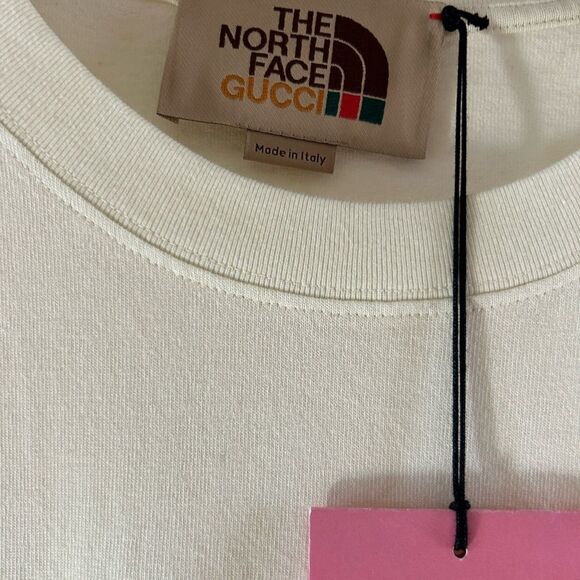 THE
NORTH
FACE
GUCCI
Made in Italy